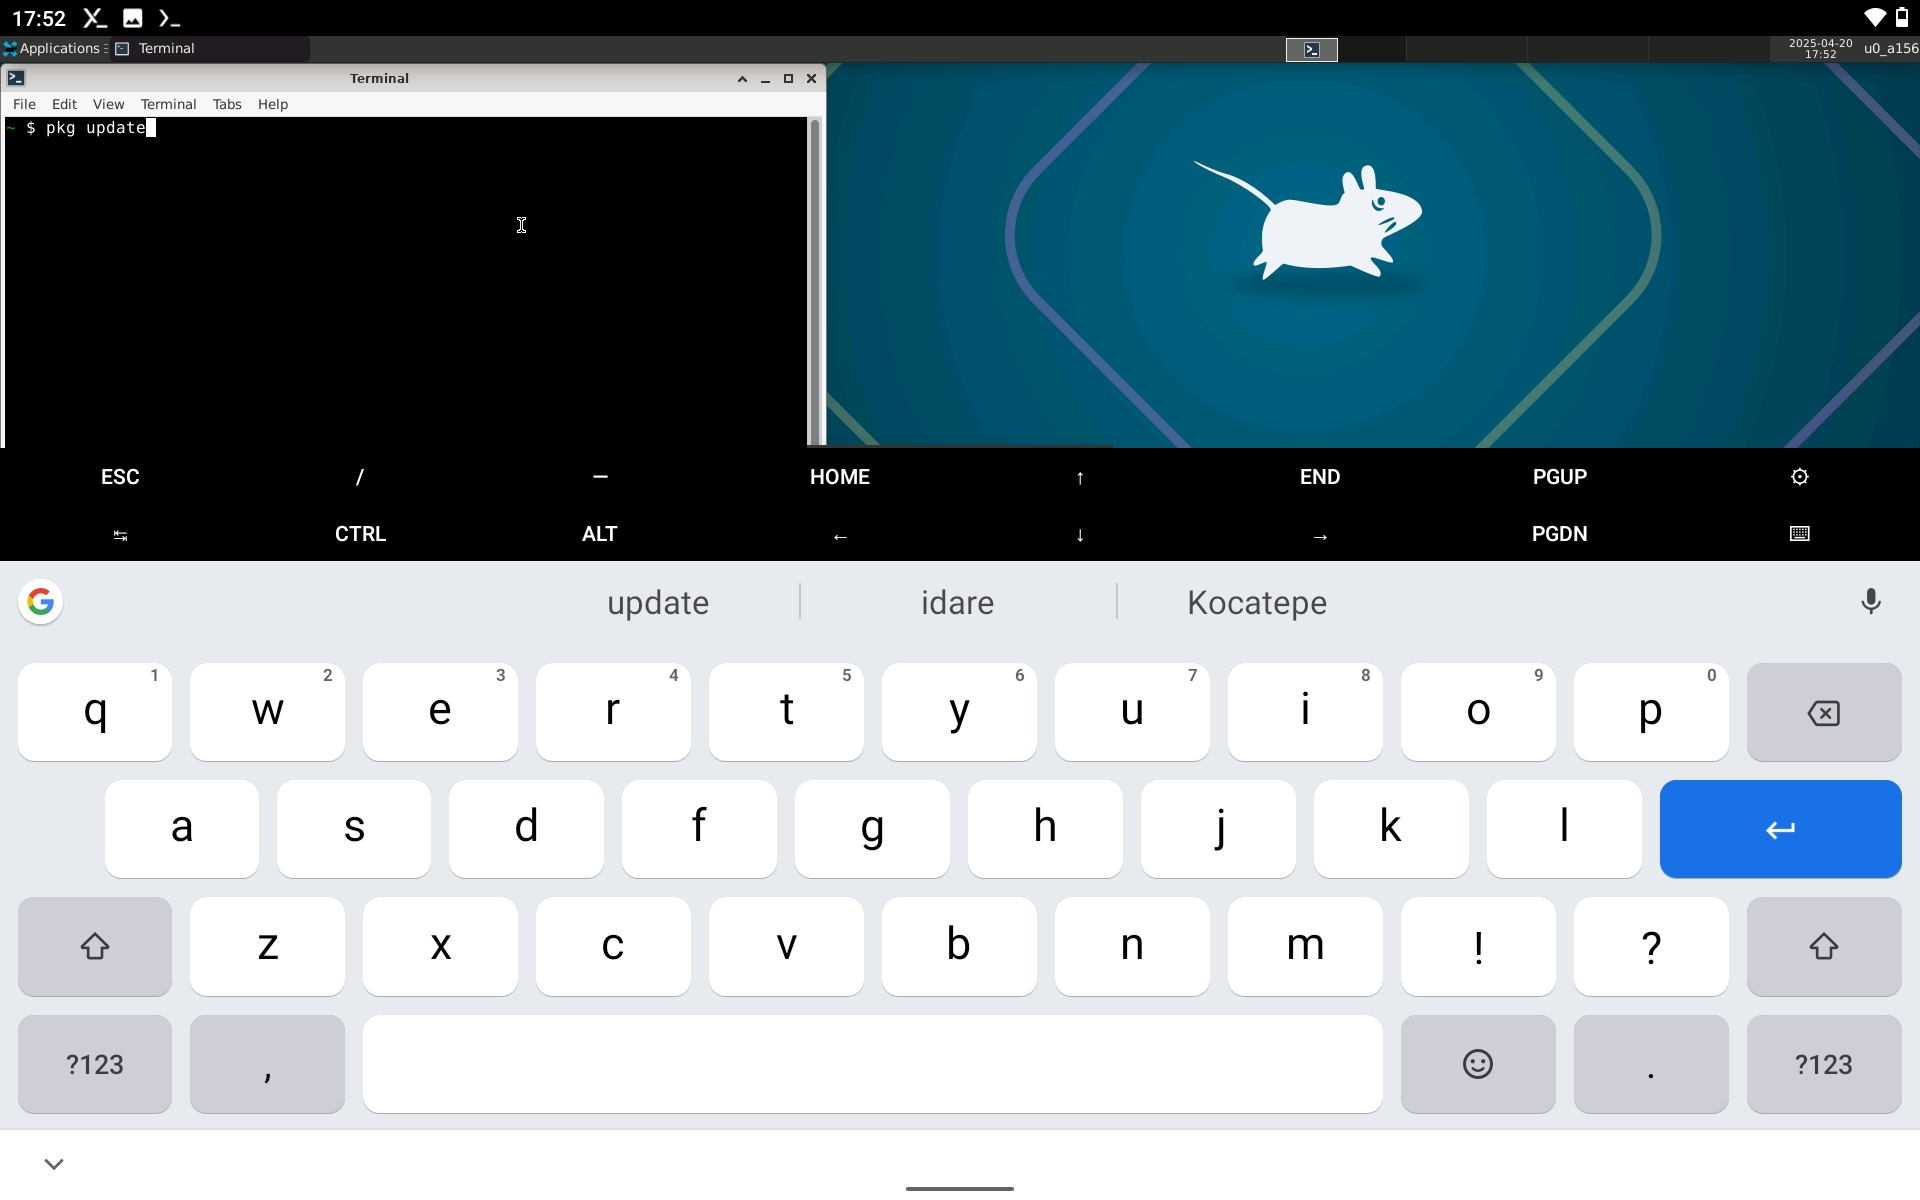 17:52
Applications Terminal 2025-04-20 17:52 u0_a156
Terminal
File Edit View Terminal Tabs Help
~ $ pkg update
ESC / — HOME ↑ END PGUP
↹ CTRL ALT ← ↓ → PGDN
update idare Kocatepe
q 1 w 2 e 3 r 4 t 5 y 6 u 7 i 8 o 9 p 0
a s d f g h j k l
z x c v b n m ! ?
?123 , . ?123